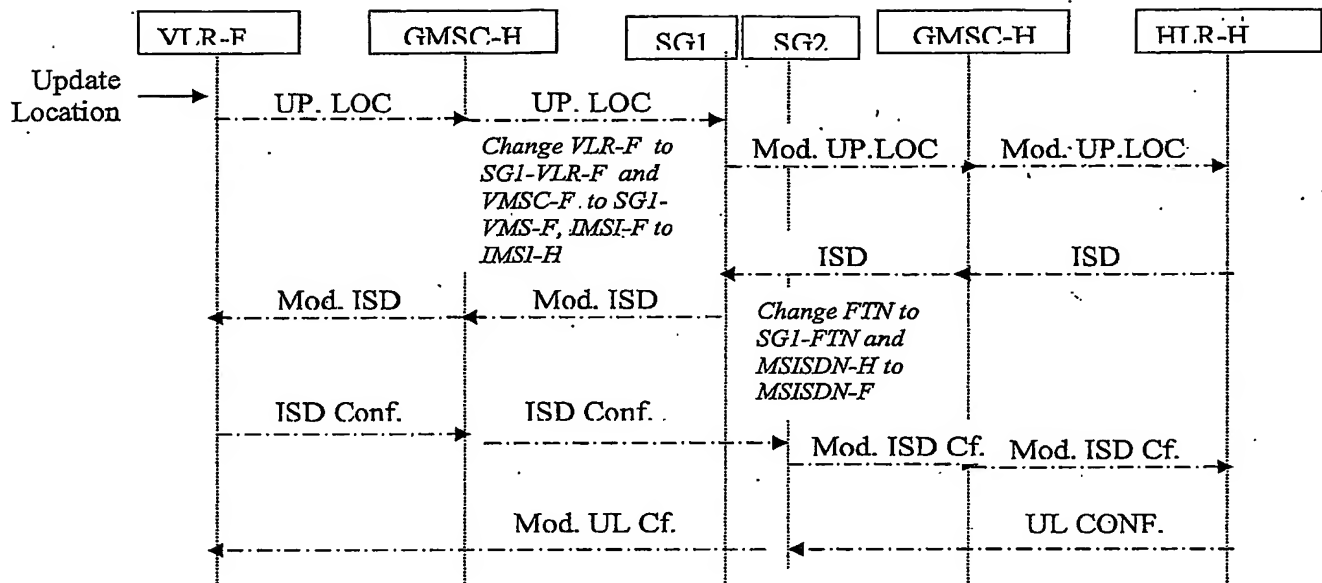 VLR-F GMSC-H SG1 SG2 GMSC-H HLR-H
Update
Location
UP. LOC UP. LOC
Change VLR-F to
SG1-VLR-F and
VMSC-F. to SG1-
VMS-F, IMSI-F to
IMSI-H
Mod. UP.LOC Mod. UP.LOC
ISD ISD
Mod. ISD Mod. ISD
Change FTN to
SG1-FTN and
MSISDN-H to
MSISDN-F
ISD Conf. ISD Conf.
Mod. ISD Cf. Mod. ISD Cf.
Mod. UL Cf. UL CONF.